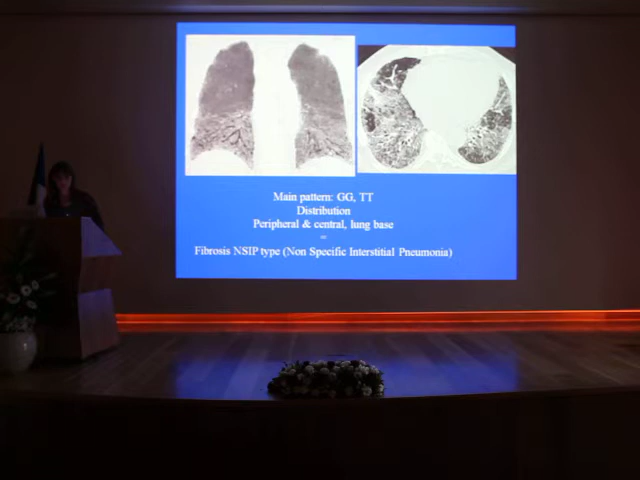 Main pattern: GG, TT
Distribution
Peripheral & central, lung base
=
Fibrosis NSIP type (Non Specific Interstitial Pneumonia)